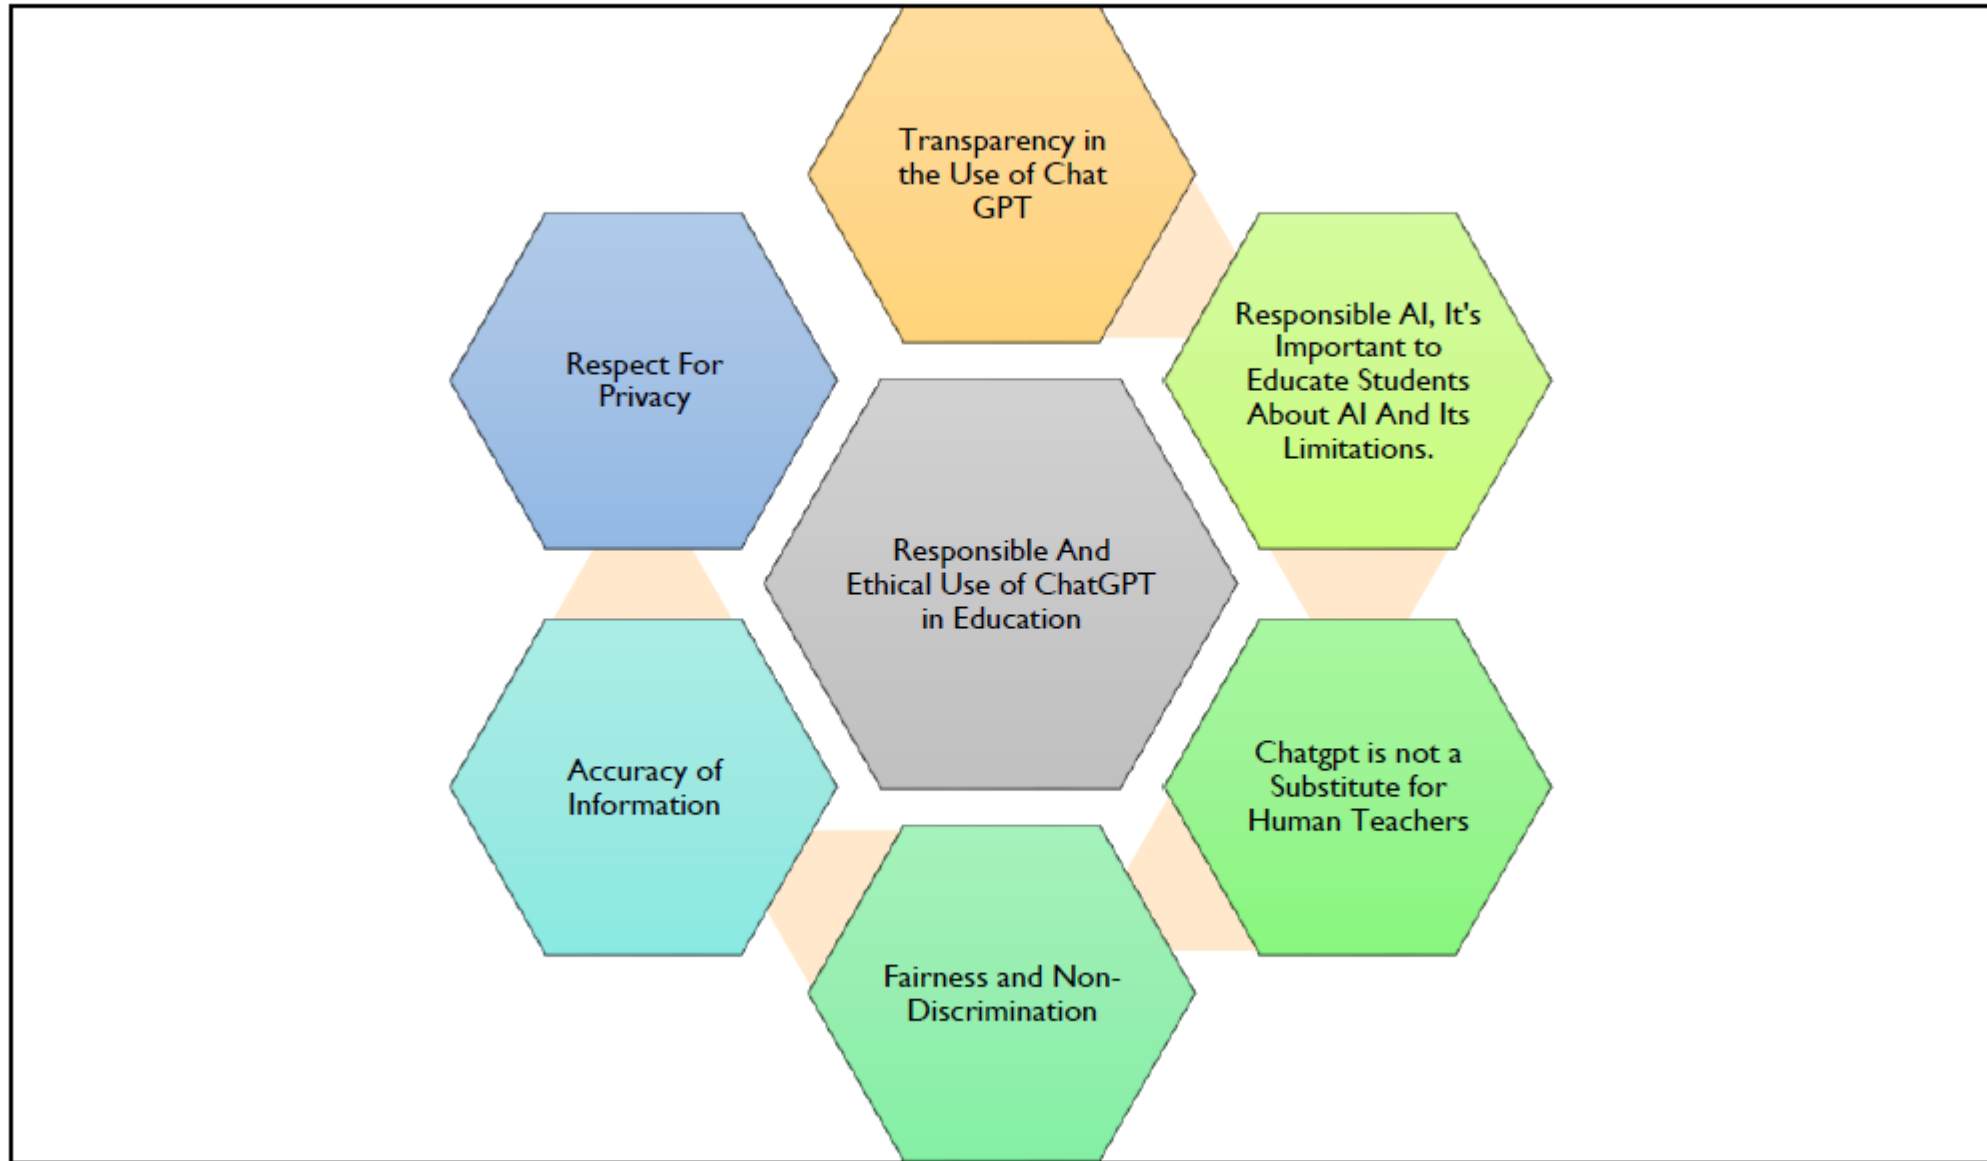 Transparency in
the Use of Chat
GPT
Responsible AI, It's
Important to
Educate Students
About AI And Its
Limitations.
Respect For
Privacy
Responsible And
Ethical Use of ChatGPT
in Education
Chatgpt is not a
Substitute for
Human Teachers
Accuracy of
Information
Fairness and Non-
Discrimination